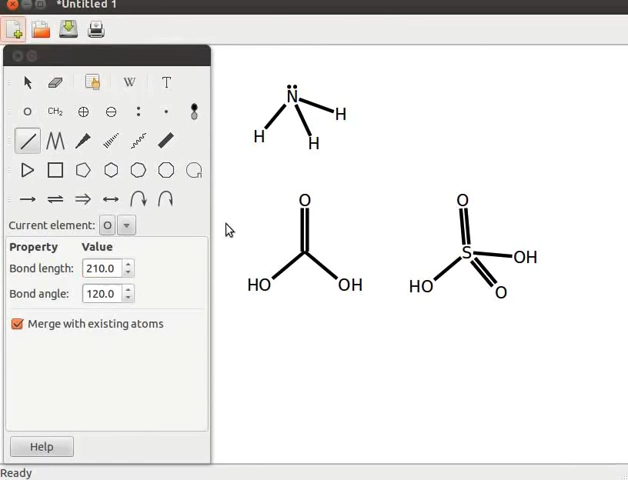 *Untitled 1
W T
CH2
Current element: O
Property Value
Bond length: 210.0
Bond angle: 120.0
Merge with existing atoms
Help
Ready
N
H H H
O
HO OH
O
S OH
HO O